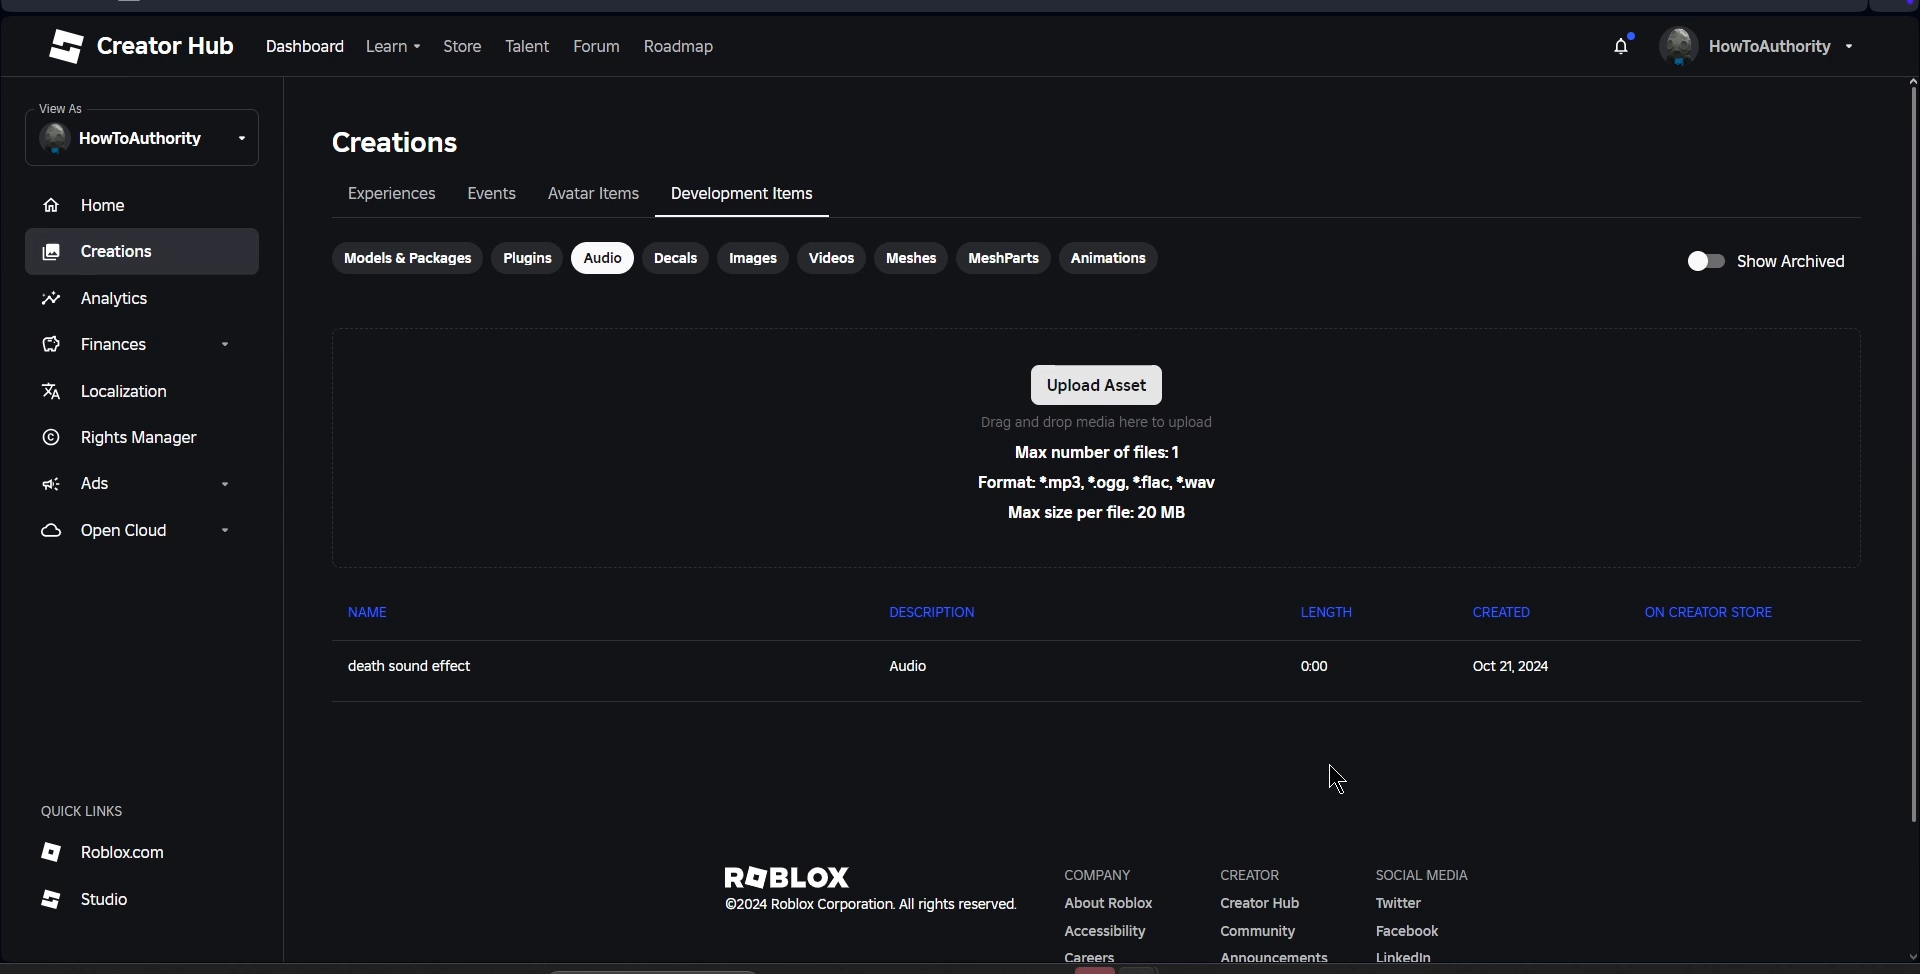 Creator Hub
Dashboard
Learn
Store
Talent
Forum
Roadmap
HowToAuthority
View As
HowToAuthority
Home
Creations
Analytics
Finances
Localization
Rights Manager
Ads
Open Cloud
QUICK LINKS
Roblox.com
Studio
Creations
Experiences
Events
Avatar Items
Development Items
Models & Packages
Plugins
Audio
Decals
Images
Videos
Meshes
MeshParts
Animations
Show Archived
Upload Asset
Drag and drop media here to upload
Max number of files: 1
Format: *.mp3, *.ogg, *.flac, *.wav
Max size per file: 20 MB
NAME
DESCRIPTION
LENGTH
CREATED
ON CREATOR STORE
death sound effect
Audio
0:00
Oct 21, 2024
ROBLOX
©2024 Roblox Corporation. All rights reserved.
COMPANY
About Roblox
Accessibility
Careers
CREATOR
Creator Hub
Community
Announcements
SOCIAL MEDIA
Twitter
Facebook
LinkedIn